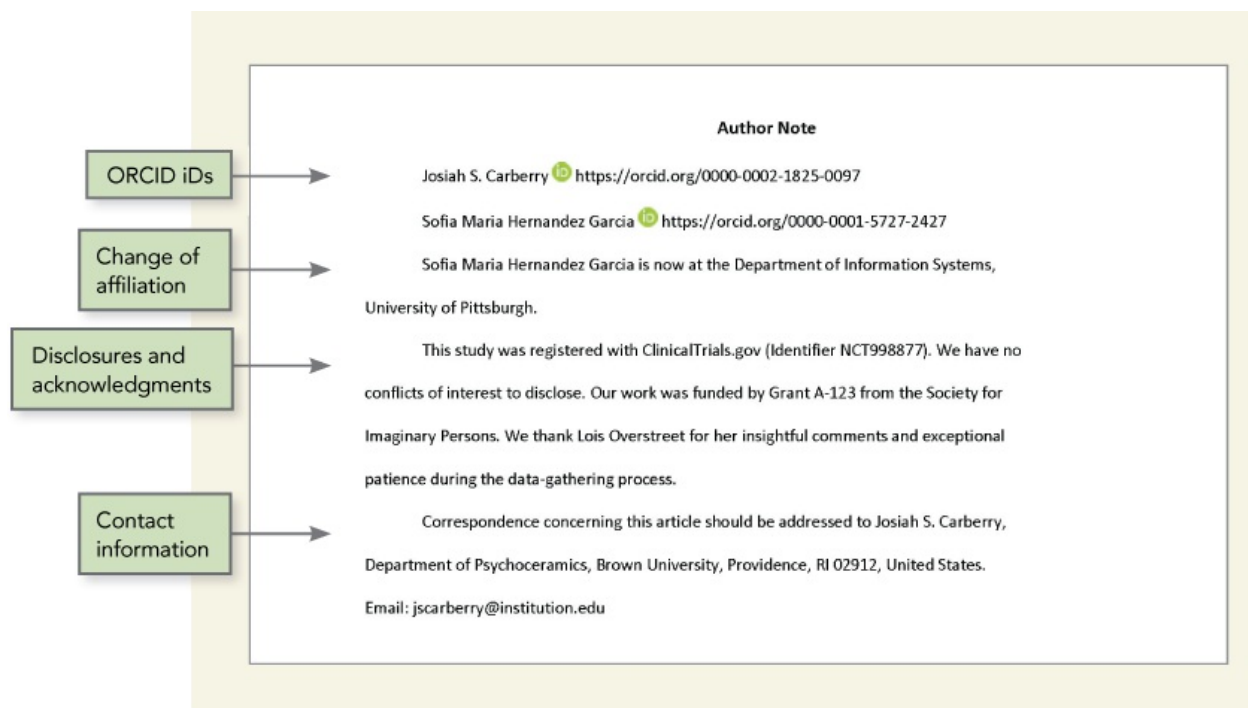 Author Note
ORCID iDs
Josiah S. Carberry iD https://orcid.org/0000-0002-1825-0097
Sofia Maria Hernandez Garcia iD https://orcid.org/0000-0001-5727-2427
Change of
affiliation
Sofia Maria Hernandez Garcia is now at the Department of Information Systems,
University of Pittsburgh.
Disclosures and
acknowledgments
This study was registered with ClinicalTrials.gov (Identifier NCT998877). We have no
conflicts of interest to disclose. Our work was funded by Grant A-123 from the Society for
Imaginary Persons. We thank Lois Overstreet for her insightful comments and exceptional
patience during the data-gathering process.
Contact
information
Correspondence concerning this article should be addressed to Josiah S. Carberry,
Department of Psychoceramics, Brown University, Providence, RI 02912, United States.
Email: jscarberry@institution.edu